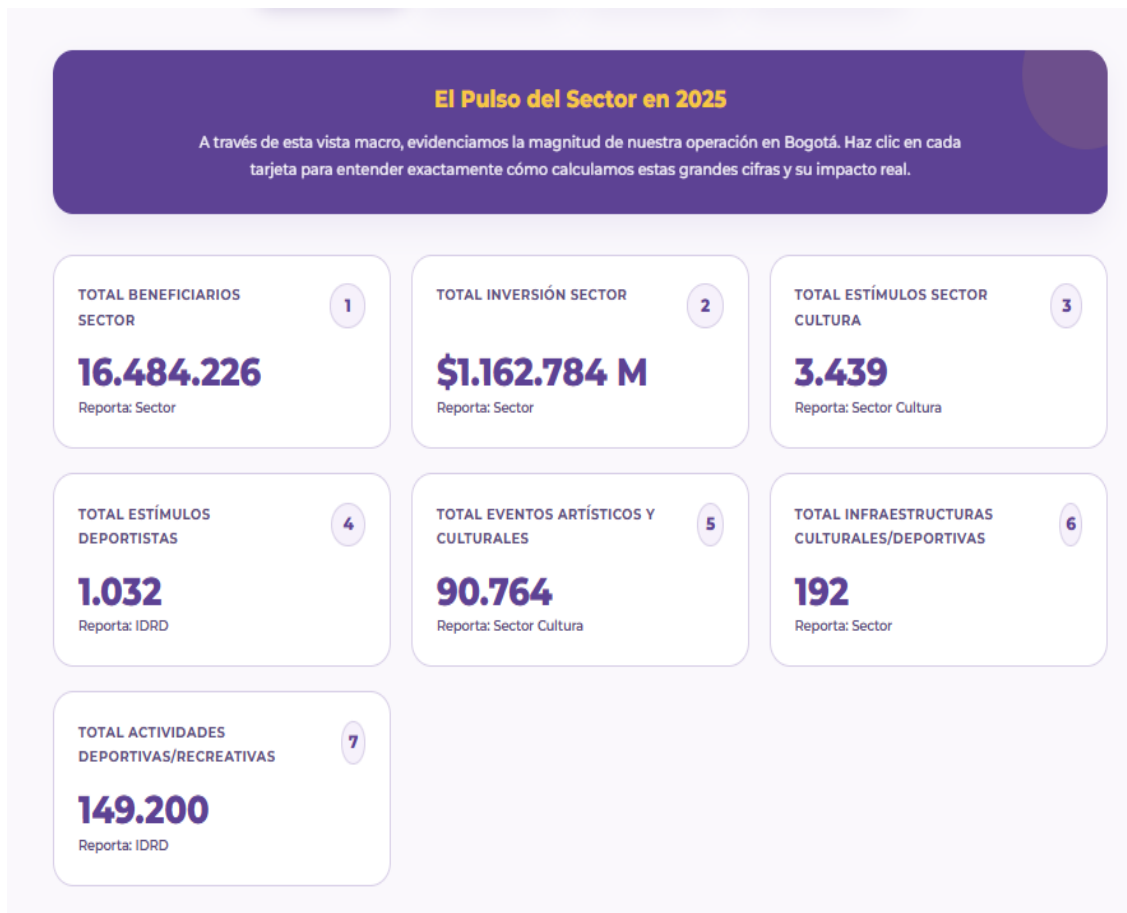 El Pulso del Sector en 2025
A través de esta vista macro, evidenciamos la magnitud de nuestra operación en Bogotá. Haz clic en cada
tarjeta para entender exactamente cómo calculamos estas grandes cifras y su impacto real.
TOTAL BENEFICIARIOS
SECTOR
1
16.484.226
Reporta: Sector
TOTAL INVERSIÓN SECTOR
2
$1.162.784 M
Reporta: Sector
TOTAL ESTÍMULOS SECTOR
CULTURA
3
3.439
Reporta: Sector Cultura
TOTAL ESTÍMULOS
DEPORTISTAS
4
1.032
Reporta: IDRD
TOTAL EVENTOS ARTÍSTICOS Y
CULTURALES
5
90.764
Reporta: Sector Cultura
TOTAL INFRAESTRUCTURAS
CULTURALES/DEPORTIVAS
6
192
Reporta: Sector
TOTAL ACTIVIDADES
DEPORTIVAS/RECREATIVAS
7
149.200
Reporta: IDRD